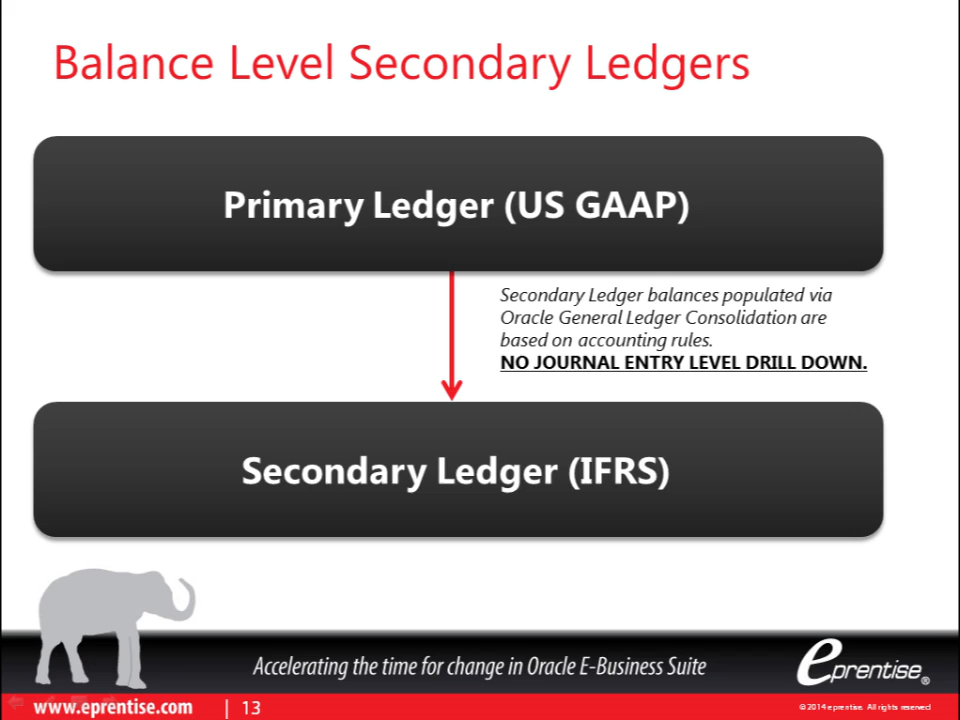 Balance Level Secondary Ledgers
Primary Ledger (US GAAP)
Secondary Ledger balances populated via
Oracle General Ledger Consolidation are
based on accounting rules.
NO JOURNAL ENTRY LEVEL DRILL DOWN.
Secondary Ledger (IFRS)
Accelerating the time for change in Oracle E-Business Suite
eprentise®
www.eprentise.com | 13
©2014 eprentise. All rights reserved